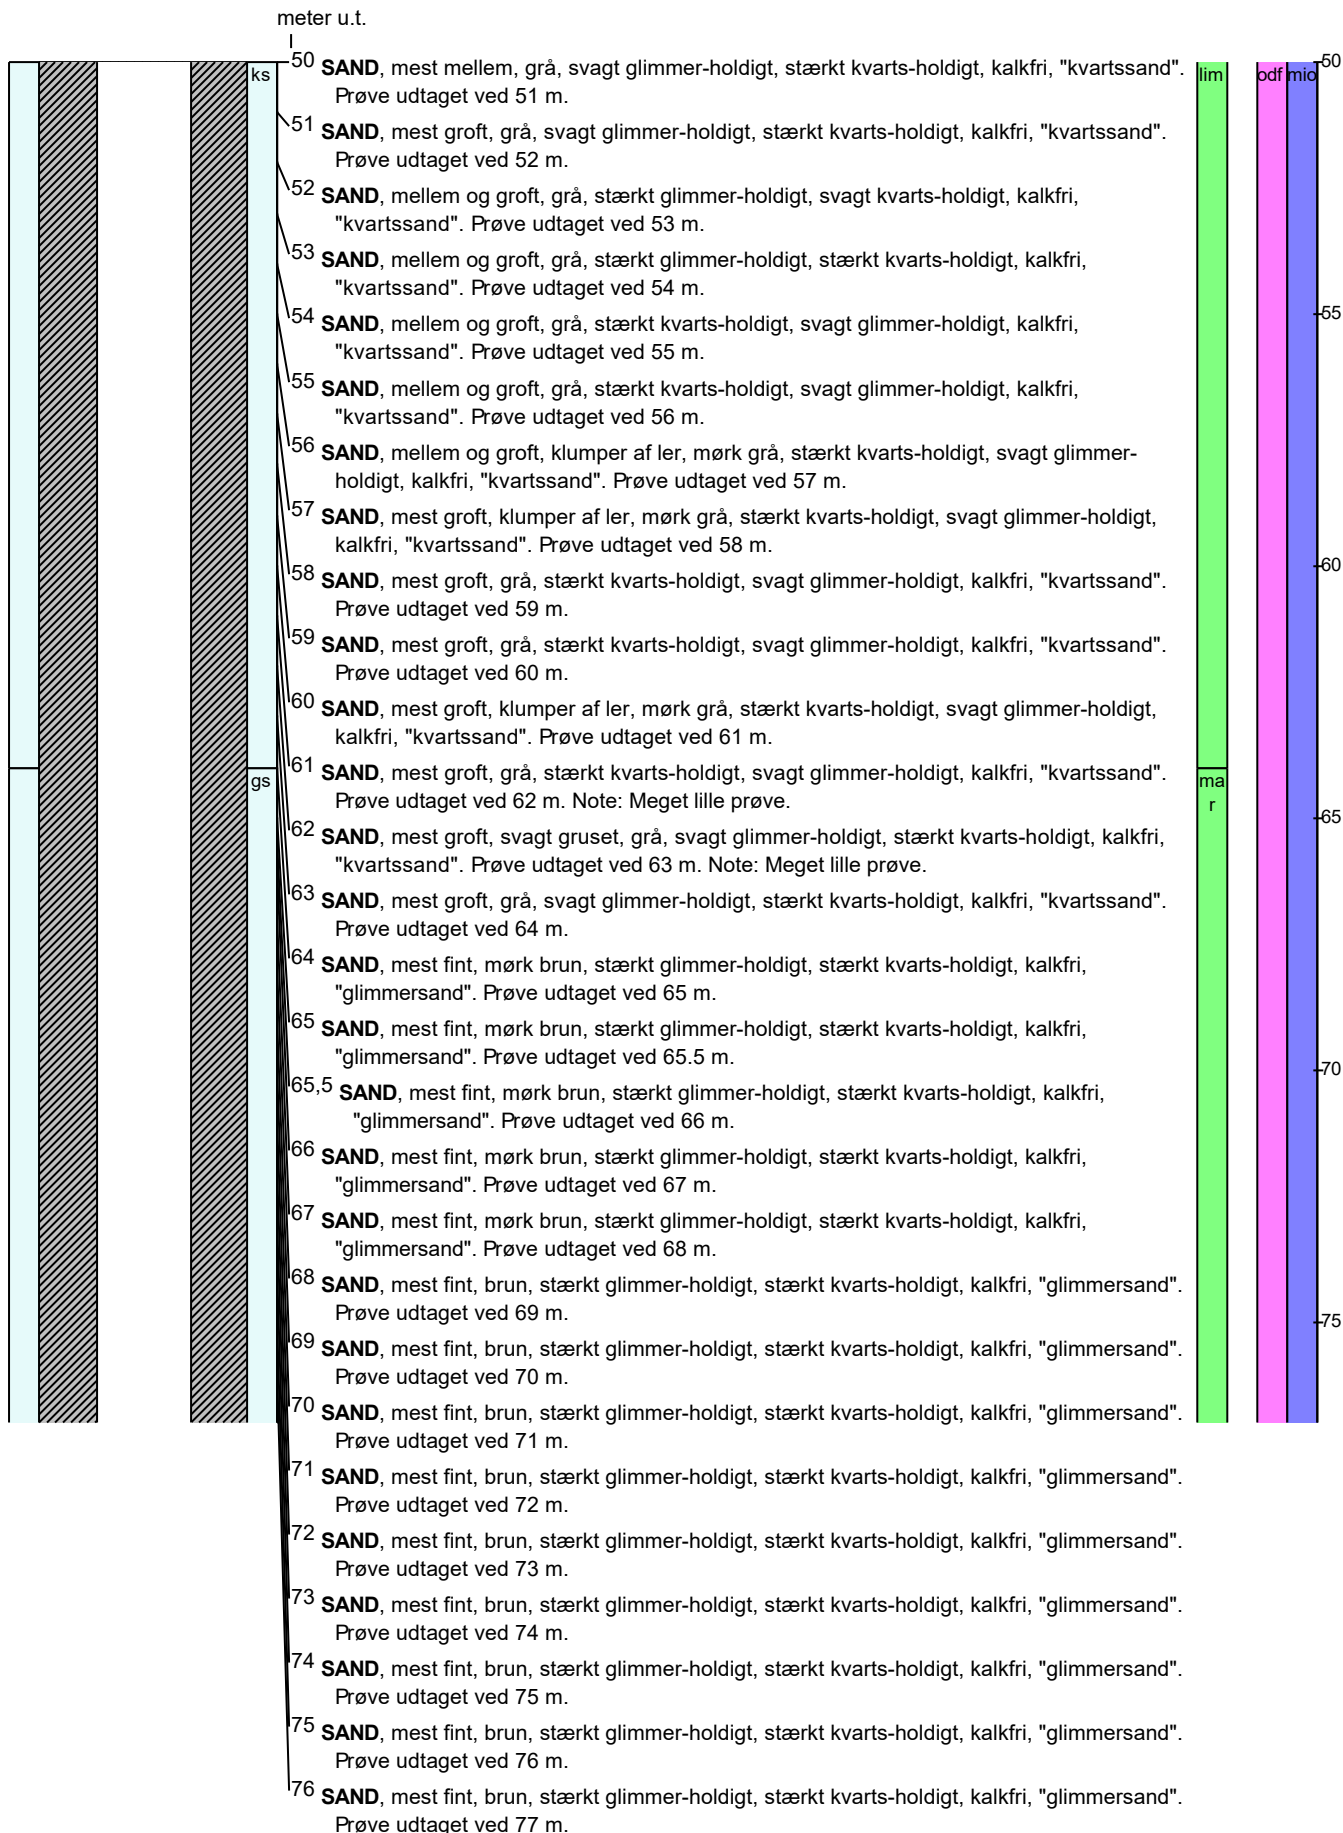 meter u.t.
50 SAND, mest mellem, grå, svagt glimmer-holdigt, stærkt kvarts-holdigt, kalkfri, "kvartssand".
Prøve udtaget ved 51 m.
51 SAND, mest groft, grå, svagt glimmer-holdigt, stærkt kvarts-holdigt, kalkfri, "kvartssand".
Prøve udtaget ved 52 m.
52 SAND, mellem og groft, grå, stærkt glimmer-holdigt, svagt kvarts-holdigt, kalkfri,
"kvartssand". Prøve udtaget ved 53 m.
53 SAND, mellem og groft, grå, stærkt glimmer-holdigt, stærkt kvarts-holdigt, kalkfri,
"kvartssand". Prøve udtaget ved 54 m.
54 SAND, mellem og groft, grå, stærkt kvarts-holdigt, svagt glimmer-holdigt, kalkfri,
"kvartssand". Prøve udtaget ved 55 m.
55 SAND, mellem og groft, grå, stærkt kvarts-holdigt, svagt glimmer-holdigt, kalkfri,
"kvartssand". Prøve udtaget ved 56 m.
56 SAND, mellem og groft, klumper af ler, mørk grå, stærkt kvarts-holdigt, svagt glimmer-
holdigt, kalkfri, "kvartssand". Prøve udtaget ved 57 m.
57 SAND, mest groft, klumper af ler, mørk grå, stærkt kvarts-holdigt, svagt glimmer-holdigt,
kalkfri, "kvartssand". Prøve udtaget ved 58 m.
58 SAND, mest groft, grå, stærkt kvarts-holdigt, svagt glimmer-holdigt, kalkfri, "kvartssand".
Prøve udtaget ved 59 m.
59 SAND, mest groft, grå, stærkt kvarts-holdigt, svagt glimmer-holdigt, kalkfri, "kvartssand".
Prøve udtaget ved 60 m.
60 SAND, mest groft, klumper af ler, mørk grå, stærkt kvarts-holdigt, svagt glimmer-holdigt,
kalkfri, "kvartssand". Prøve udtaget ved 61 m.
61 SAND, mest groft, grå, stærkt kvarts-holdigt, svagt glimmer-holdigt, kalkfri, "kvartssand".
Prøve udtaget ved 62 m. Note: Meget lille prøve.
62 SAND, mest groft, svagt gruset, grå, svagt glimmer-holdigt, stærkt kvarts-holdigt, kalkfri,
"kvartssand". Prøve udtaget ved 63 m. Note: Meget lille prøve.
63 SAND, mest groft, grå, svagt glimmer-holdigt, stærkt kvarts-holdigt, kalkfri, "kvartssand".
Prøve udtaget ved 64 m.
64 SAND, mest fint, mørk brun, stærkt glimmer-holdigt, stærkt kvarts-holdigt, kalkfri,
"glimmersand". Prøve udtaget ved 65 m.
65 SAND, mest fint, mørk brun, stærkt glimmer-holdigt, stærkt kvarts-holdigt, kalkfri,
"glimmersand". Prøve udtaget ved 65.5 m.
65,5 SAND, mest fint, mørk brun, stærkt glimmer-holdigt, stærkt kvarts-holdigt, kalkfri,
"glimmersand". Prøve udtaget ved 66 m.
66 SAND, mest fint, mørk brun, stærkt glimmer-holdigt, stærkt kvarts-holdigt, kalkfri,
"glimmersand". Prøve udtaget ved 67 m.
67 SAND, mest fint, mørk brun, stærkt glimmer-holdigt, stærkt kvarts-holdigt, kalkfri,
"glimmersand". Prøve udtaget ved 68 m.
68 SAND, mest fint, brun, stærkt glimmer-holdigt, stærkt kvarts-holdigt, kalkfri, "glimmersand".
Prøve udtaget ved 69 m.
69 SAND, mest fint, brun, stærkt glimmer-holdigt, stærkt kvarts-holdigt, kalkfri, "glimmersand".
Prøve udtaget ved 70 m.
70 SAND, mest fint, brun, stærkt glimmer-holdigt, stærkt kvarts-holdigt, kalkfri, "glimmersand".
Prøve udtaget ved 71 m.
71 SAND, mest fint, brun, stærkt glimmer-holdigt, stærkt kvarts-holdigt, kalkfri, "glimmersand".
Prøve udtaget ved 72 m.
72 SAND, mest fint, brun, stærkt glimmer-holdigt, stærkt kvarts-holdigt, kalkfri, "glimmersand".
Prøve udtaget ved 73 m.
73 SAND, mest fint, brun, stærkt glimmer-holdigt, stærkt kvarts-holdigt, kalkfri, "glimmersand".
Prøve udtaget ved 74 m.
74 SAND, mest fint, brun, stærkt glimmer-holdigt, stærkt kvarts-holdigt, kalkfri, "glimmersand".
Prøve udtaget ved 75 m.
75 SAND, mest fint, brun, stærkt glimmer-holdigt, stærkt kvarts-holdigt, kalkfri, "glimmersand".
Prøve udtaget ved 76 m.
76 SAND, mest fint, brun, stærkt glimmer-holdigt, stærkt kvarts-holdigt, kalkfri, "glimmersand".
Prøve udtaget ved 77 m.
ks
gs
lim
ma
r
odf
mio
50
55
60
65
70
75